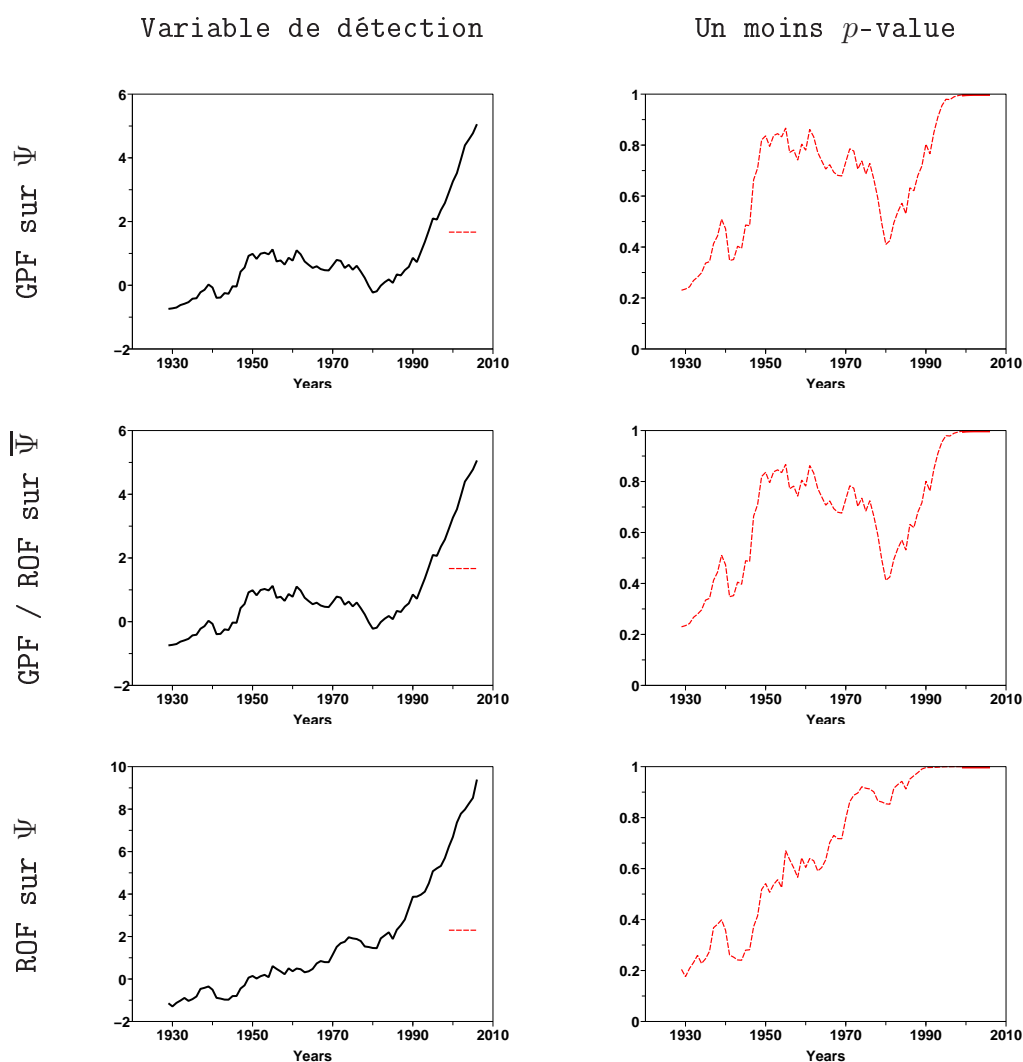 Variable de détection
Un moins p-value
GPF sur Ψ
6
4
2
0
−2
1930 1950 1970 1990 2010
Years
1
0.8
0.6
0.4
0.2
0
1930 1950 1970 1990 2010
Years
GPF / ROF sur Ψ̅
6
4
2
0
−2
1930 1950 1970 1990 2010
Years
1
0.8
0.6
0.4
0.2
0
1930 1950 1970 1990 2010
Years
ROF sur Ψ
10
8
6
4
2
0
−2
1930 1950 1970 1990 2010
Years
1
0.8
0.6
0.4
0.2
0
1930 1950 1970 1990 2010
Years